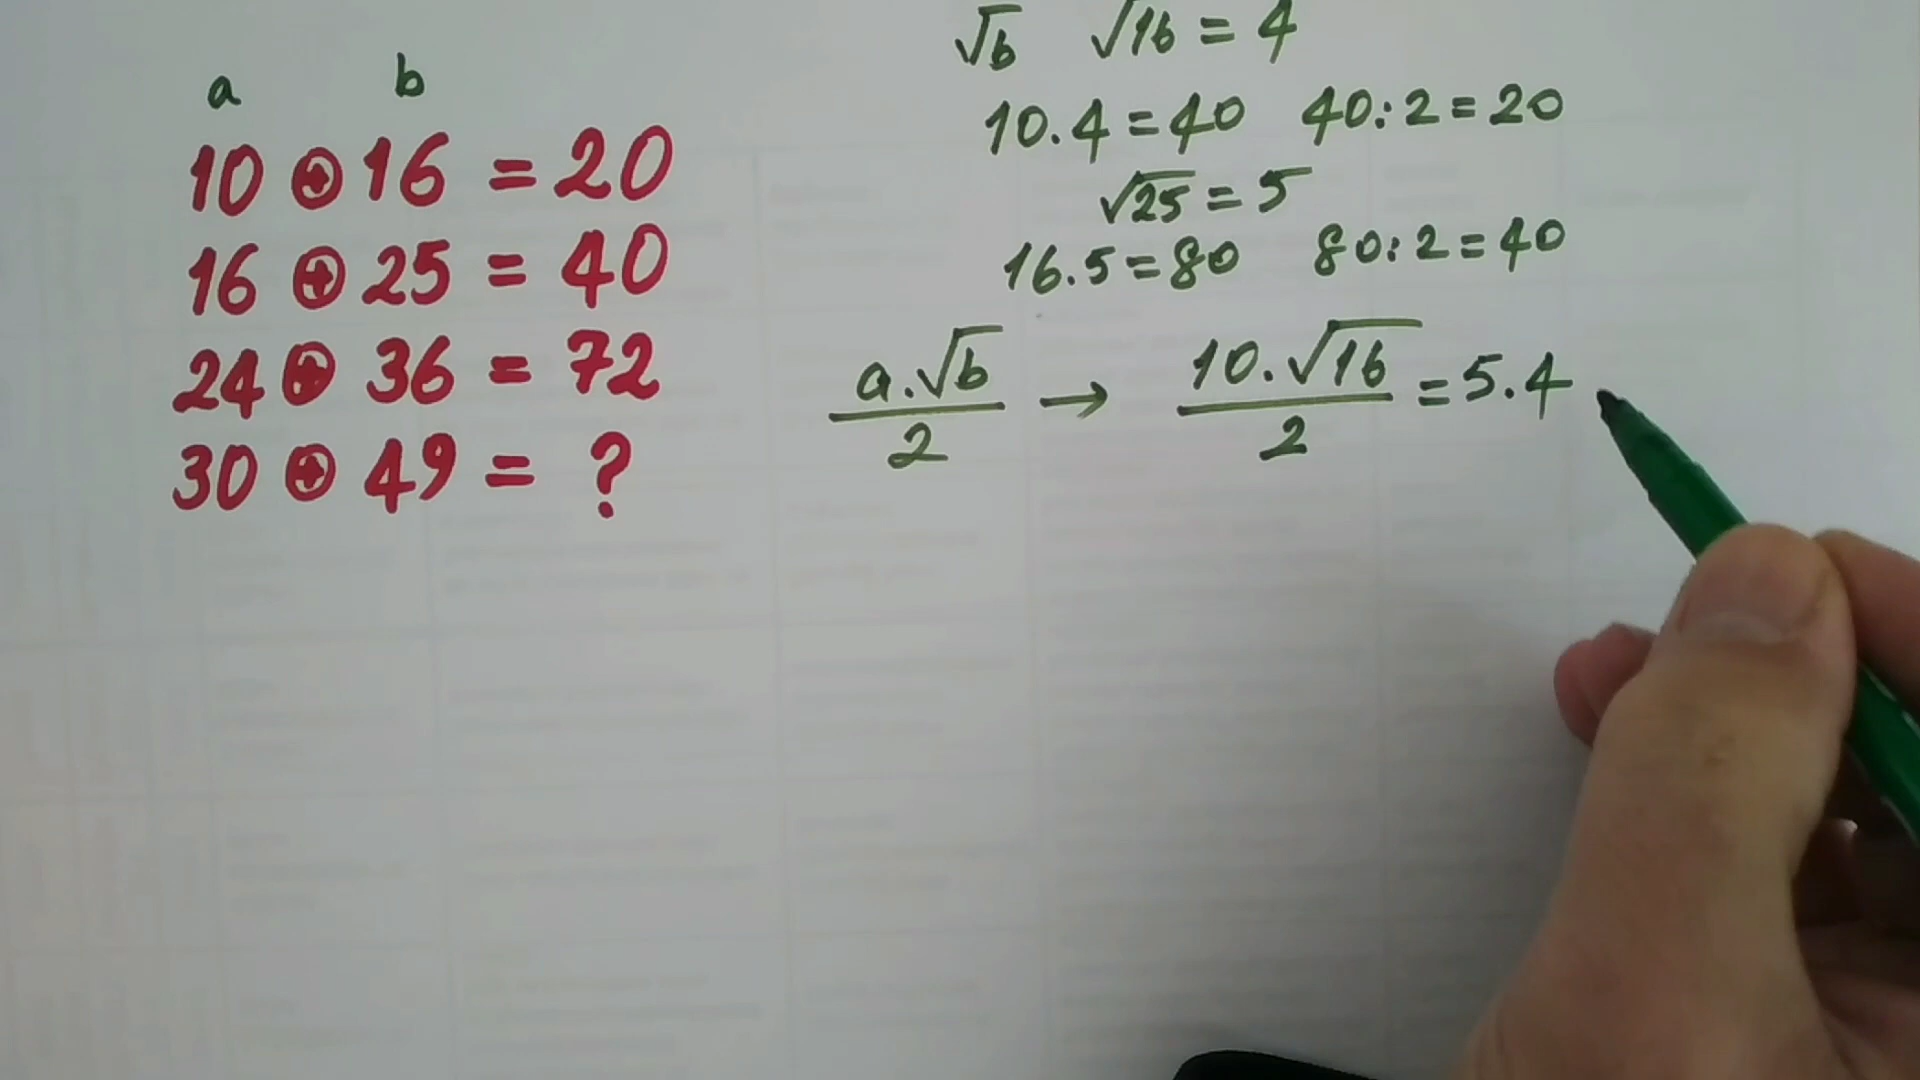 a b
10 ⊕ 16 = 20
16 ⊕ 25 = 40
24 ⊕ 36 = 72
30 ⊕ 49 = ?
√b √16 = 4
10.4=40 40:2=20
√25 = 5
16.5=80 80:2=40
a.√b/2 → 10.√16/2 = 5.4